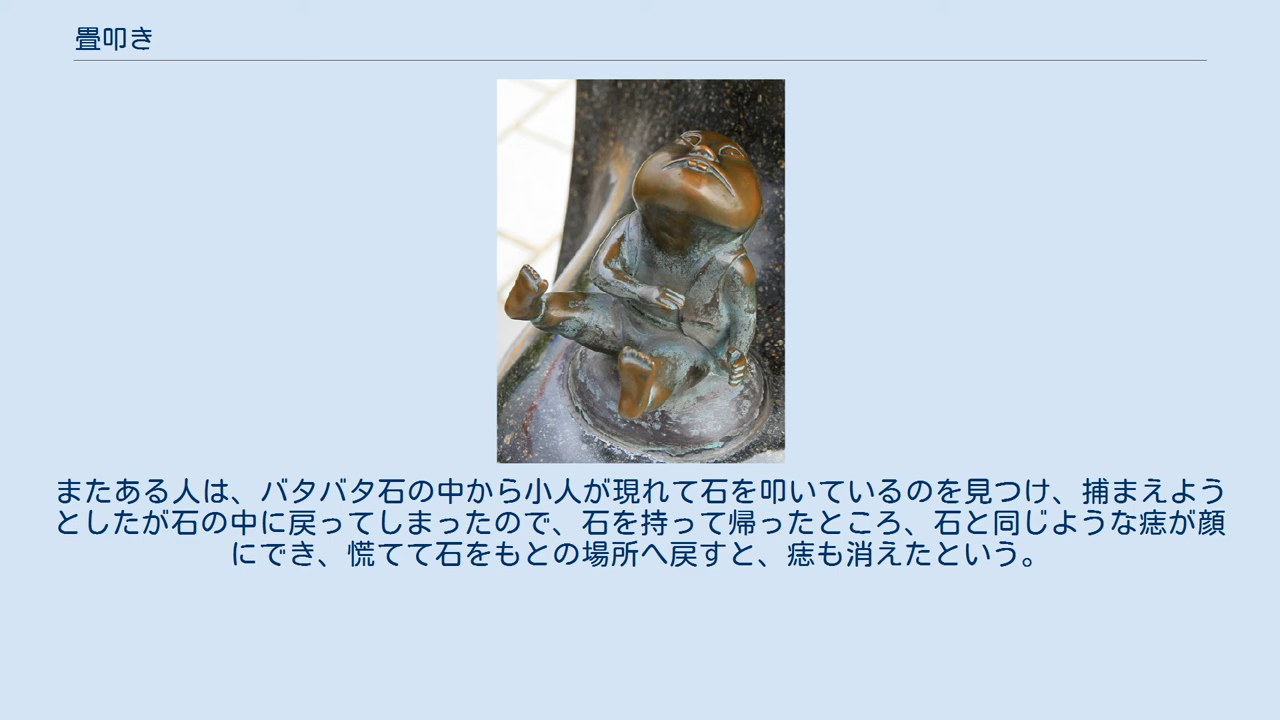 畳叩き
またある人は、バタバタ石の中から小人が現れて石を叩いているのを見つけ、捕まえよう
としたが石の中に戻ってしまったので、石を持って帰ったところ、石と同じような痣が顔
にでき、慌てて石をもとの場所へ戻すと、痣も消えたという。